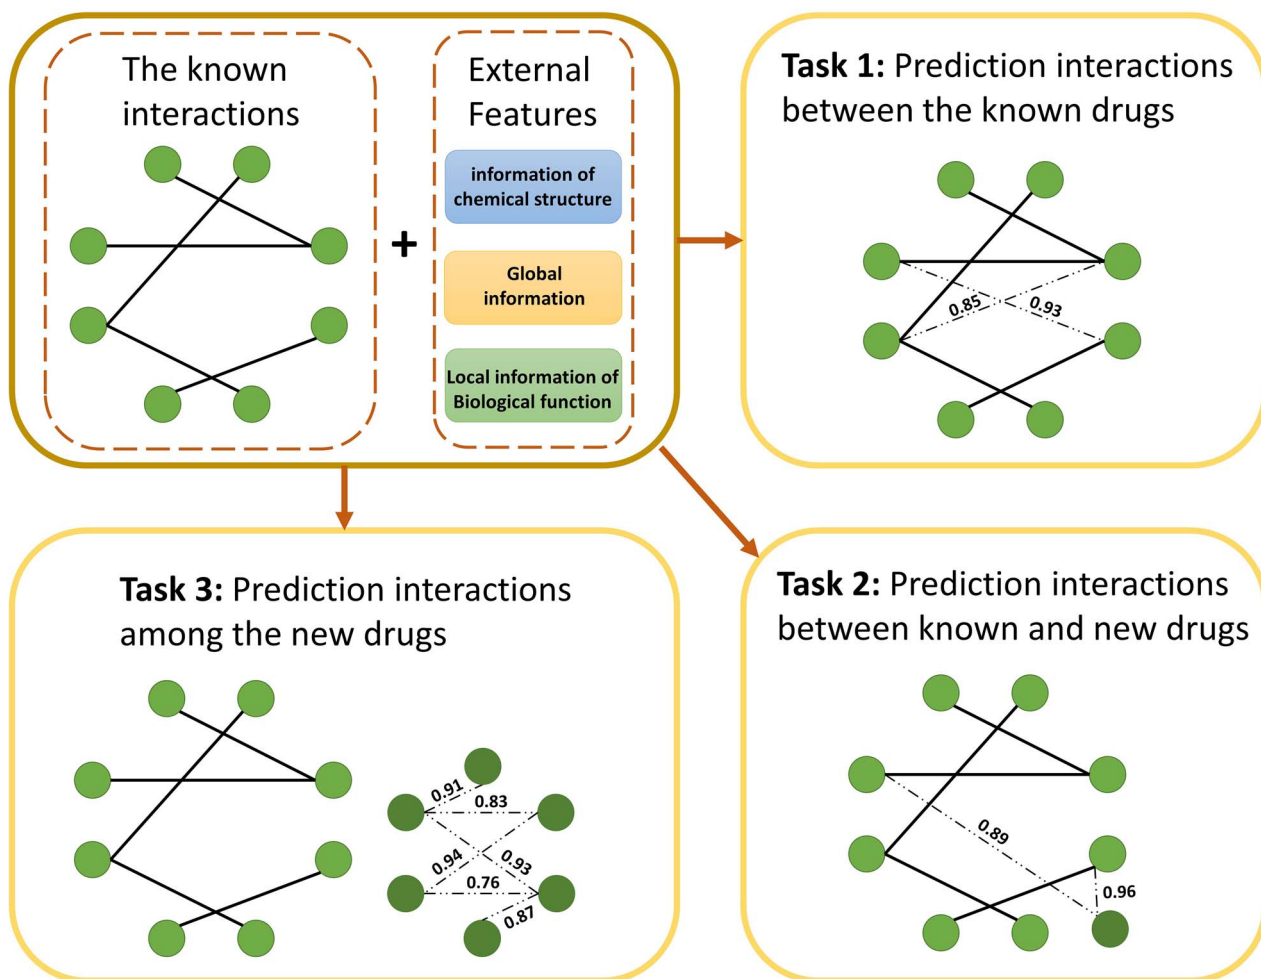 The known
interactions
+
External
Features
information of
chemical structure
Global
information
Local information of
Biological function
Task 1: Prediction interactions
between the known drugs
0.85
0.93
Task 3: Prediction interactions
among the new drugs
0.91
0.83
0.94
0.93
0.76
0.87
Task 2: Prediction interactions
between known and new drugs
0.89
0.96